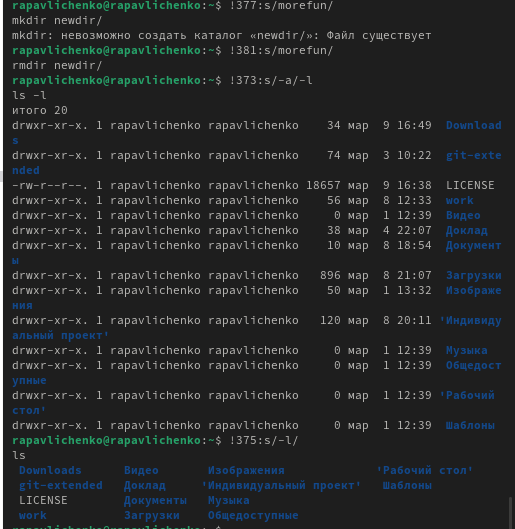 rapavlichenko@rapavlichenko:~$ !377:s/morefun/
mkdir newdir/
mkdir: невозможно создать каталог «newdir/»: Файл существует
rapavlichenko@rapavlichenko:~$ !381:s/morefun/
rmdir newdir/
rapavlichenko@rapavlichenko:~$ !373:s/-a/-l
ls -l
итого 20
drwxr-xr-x. 1 rapavlichenko rapavlichenko    34 мар  9 16:49  Download
s
drwxr-xr-x. 1 rapavlichenko rapavlichenko    74 мар  3 10:22  git-exte
nded
-rw-r--r--. 1 rapavlichenko rapavlichenko 18657 мар  9 16:38  LICENSE
drwxr-xr-x. 1 rapavlichenko rapavlichenko    56 мар  8 12:33  work
drwxr-xr-x. 1 rapavlichenko rapavlichenko     0 мар  1 12:39  Видео
drwxr-xr-x. 1 rapavlichenko rapavlichenko    38 мар  4 22:07  Доклад
drwxr-xr-x. 1 rapavlichenko rapavlichenko    10 мар  8 18:54  Документ
ы
drwxr-xr-x. 1 rapavlichenko rapavlichenko   896 мар  8 21:07  Загрузки
drwxr-xr-x. 1 rapavlichenko rapavlichenko    50 мар  1 13:32  Изображе
ния
drwxr-xr-x. 1 rapavlichenko rapavlichenko   120 мар  8 20:11 'Индивиду
альный проект'
drwxr-xr-x. 1 rapavlichenko rapavlichenko     0 мар  1 12:39  Музыка
drwxr-xr-x. 1 rapavlichenko rapavlichenko     0 мар  1 12:39  Общедост
упные
drwxr-xr-x. 1 rapavlichenko rapavlichenko     0 мар  1 12:39 'Рабочий
стол'
drwxr-xr-x. 1 rapavlichenko rapavlichenko     0 мар  1 12:39  Шаблоны
rapavlichenko@rapavlichenko:~$ !375:s/-l/
ls
Downloads      Видео       Изображения             'Рабочий стол'
git-extended   Доклад     'Индивидуальный проект'   Шаблоны
LICENSE        Документы   Музыка
work           Загрузки    Общедоступные